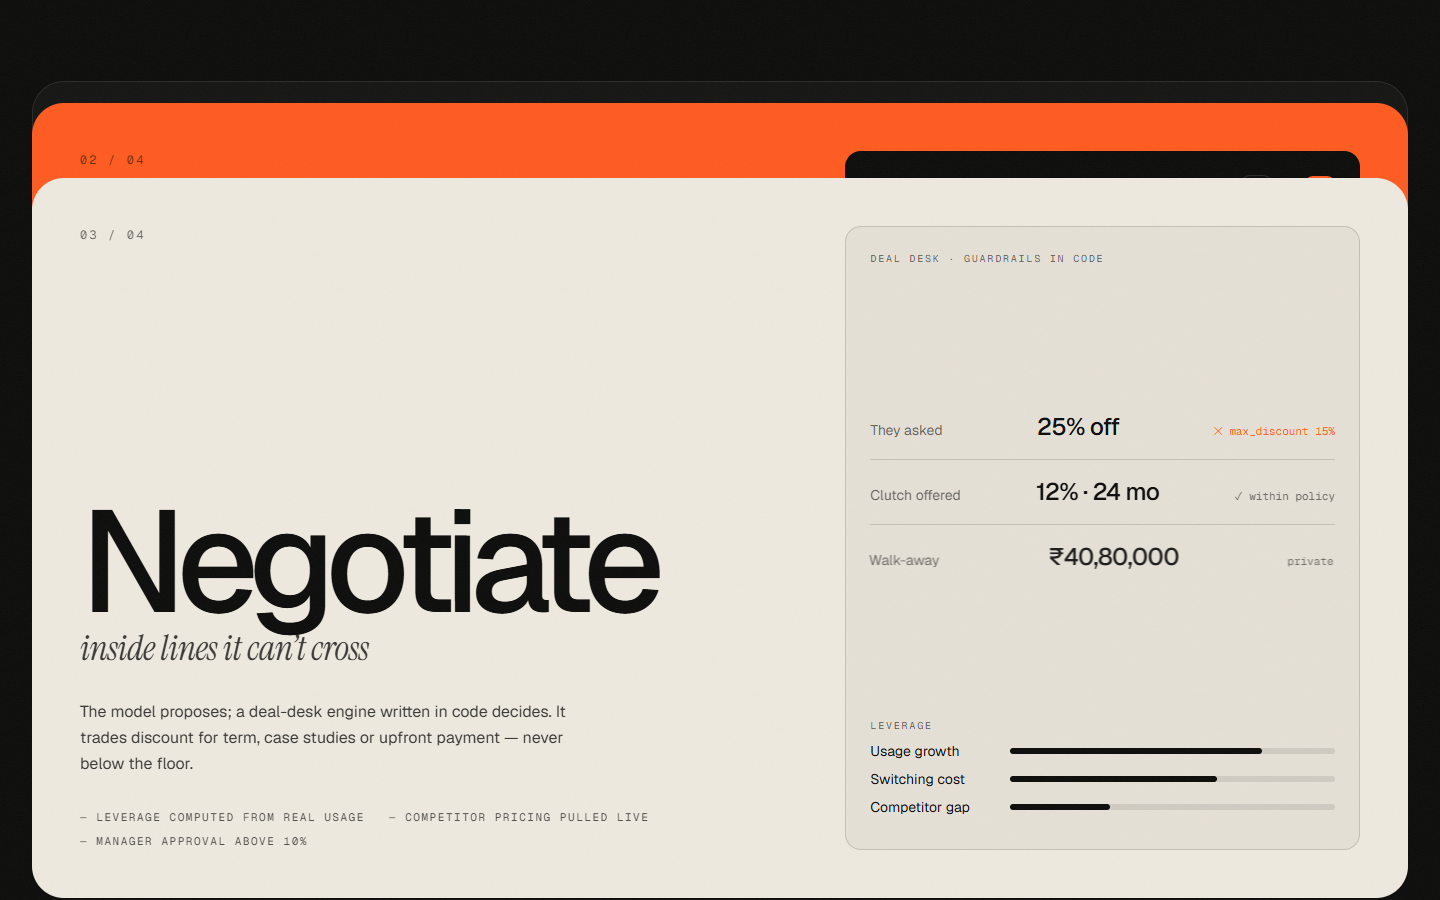 02 / 04
03 / 04
Negotiate
inside lines it can't cross
The model proposes; a deal-desk engine written in code decides. It
trades discount for term, case studies or upfront payment — never
below the floor.
— LEVERAGE COMPUTED FROM REAL USAGE — COMPETITOR PRICING PULLED LIVE
— MANAGER APPROVAL ABOVE 10%
DEAL DESK · GUARDRAILS IN CODE
They asked 25% off ✕ max_discount 15%
Clutch offered 12% · 24 mo ✓ within policy
Walk-away ₹40,80,000 private
LEVERAGE
Usage growth
Switching cost
Competitor gap